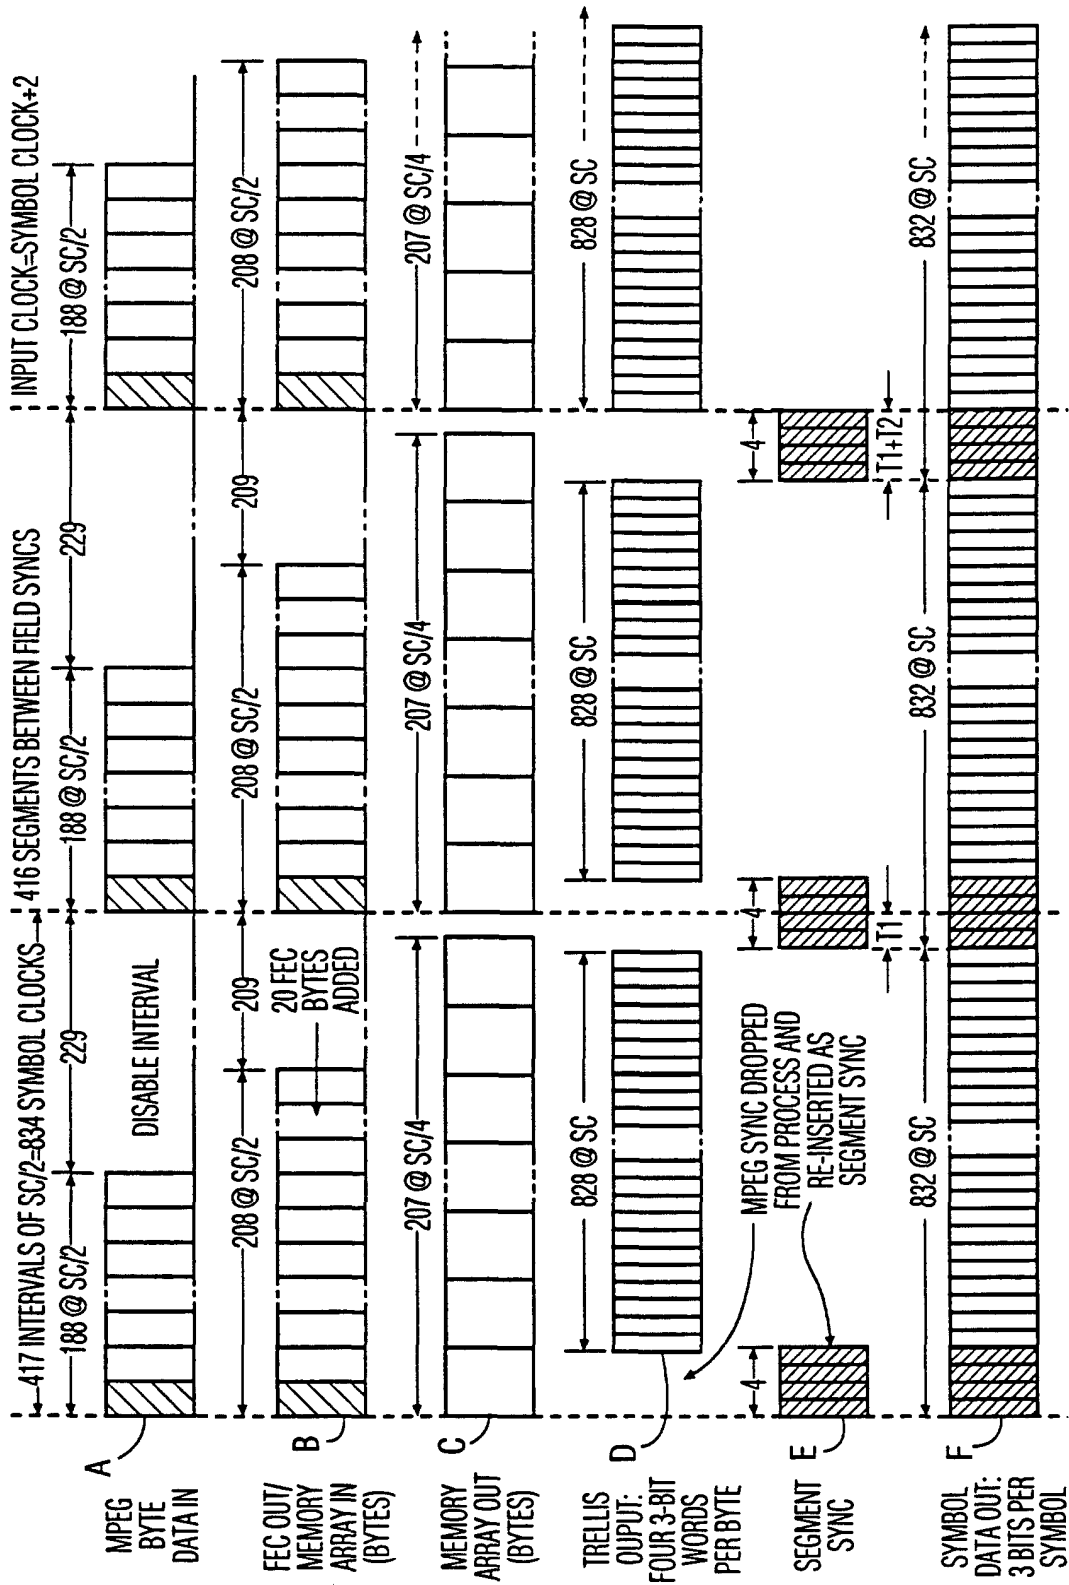 417 INTERVALS OF SC/2=834 SYMBOL CLOCKS
416 SEGMENTS BETWEEN FIELD SYNCS
INPUT CLOCK=SYMBOL CLOCK÷2
188 @ SC/2
229
188 @ SC/2
229
188 @ SC/2
DISABLE INTERVAL
A
MPEG
BYTE
DATA IN
208 @ SC/2
209
208 @ SC/2
209
208 @ SC/2
20 FEC
BYTES
ADDED
B
FEC OUT/
MEMORY
ARRAY IN
(BYTES)
207 @ SC/4
207 @ SC/4
207 @ SC/4
C
MEMORY
ARRAY OUT
(BYTES)
828 @ SC
828 @ SC
828 @ SC
D
TRELLIS
OUPUT:
FOUR 3-BIT
WORDS
PER BYTE
MPEG SYNC DROPPED
FROM PROCESS AND
RE-INSERTED AS
SEGMENT SYNC
4
4
4
E
SEGMENT
SYNC
T1
T1+T2
832 @ SC
832 @ SC
832 @ SC
F
SYMBOL
DATA OUT:
3 BITS PER
SYMBOL